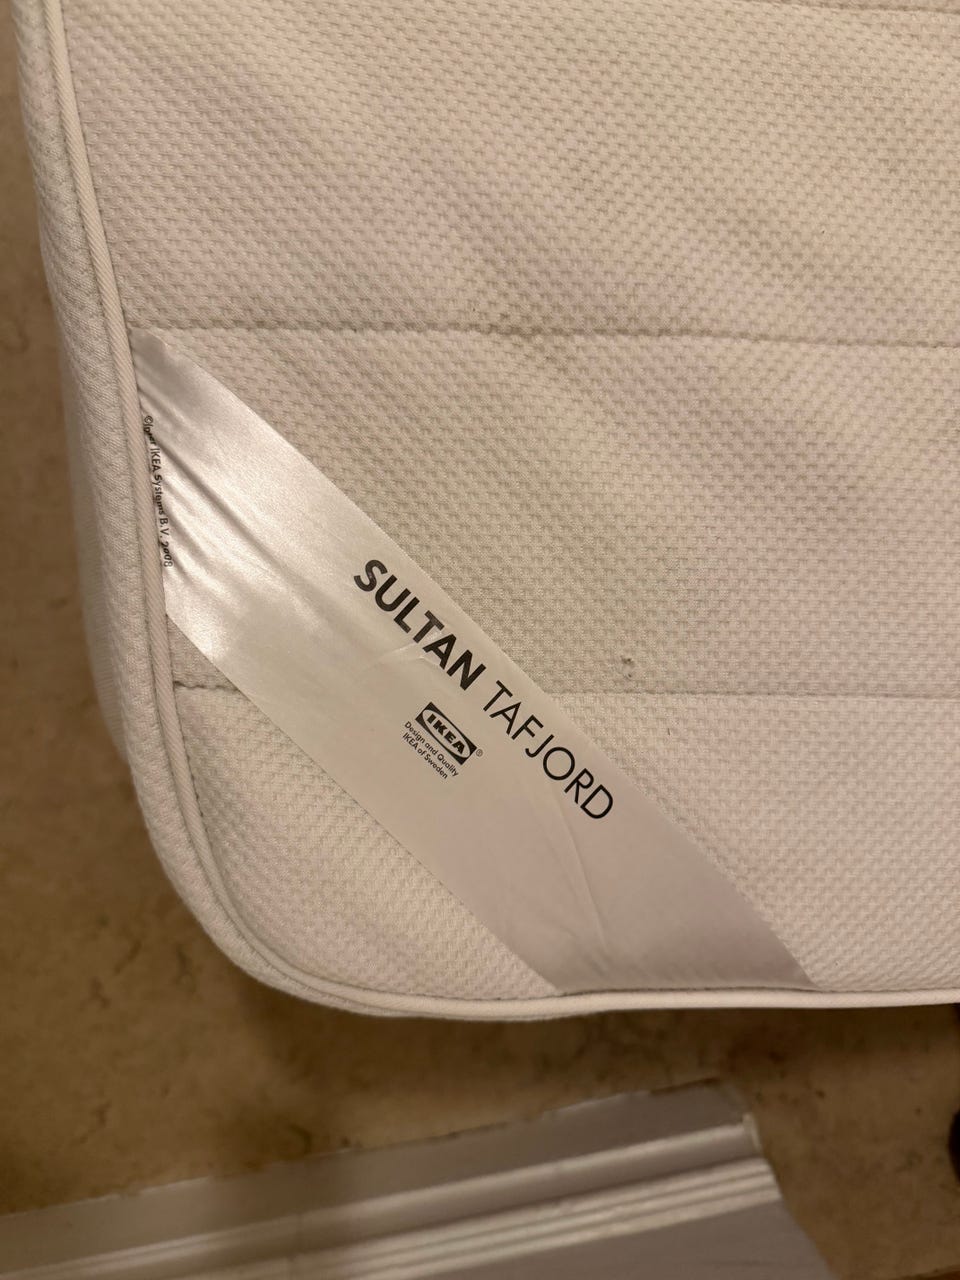 © Inter IKEA Systems B.V. 2008
SULTAN TAFJORD
IKEA®
Design and Quality
IKEA of Sweden